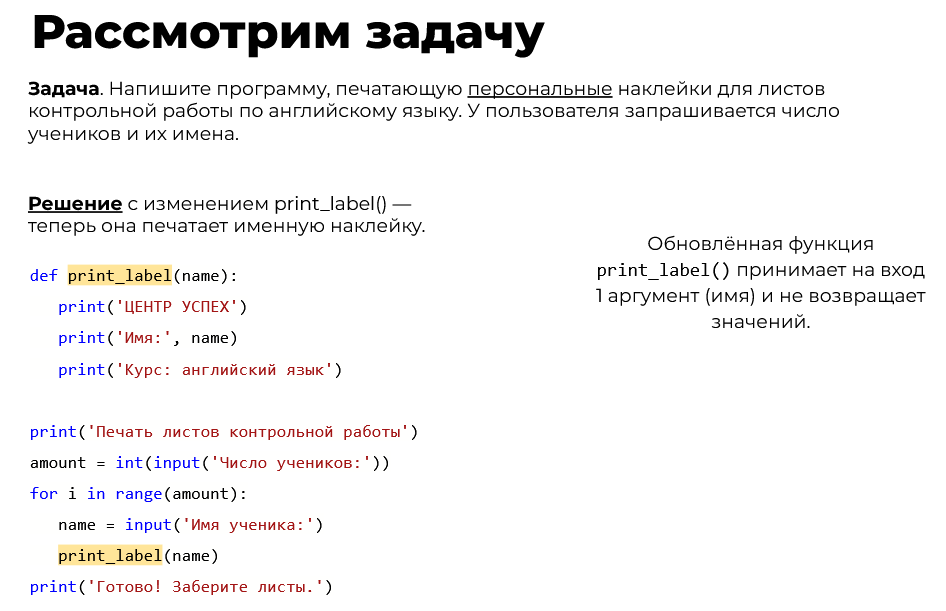 Рассмотрим задачу
Задача. Напишите программу, печатающую персональные наклейки для листов
контрольной работы по английскому языку. У пользователя запрашивается число
учеников и их имена.
Решение с изменением print_label() —
теперь она печатает именную наклейку.
def print_label(name):
   print('ЦЕНТР УСПЕХ')
   print('Имя:', name)
   print('Курс: английский язык')
print('Печать листов контрольной работы')
amount = int(input('Число учеников:'))
for i in range(amount):
   name = input('Имя ученика:')
   print_label(name)
print('Готово! Заберите листы.')
Обновлённая функция
print_label() принимает на вход
1 аргумент (имя) и не возвращает
значений.